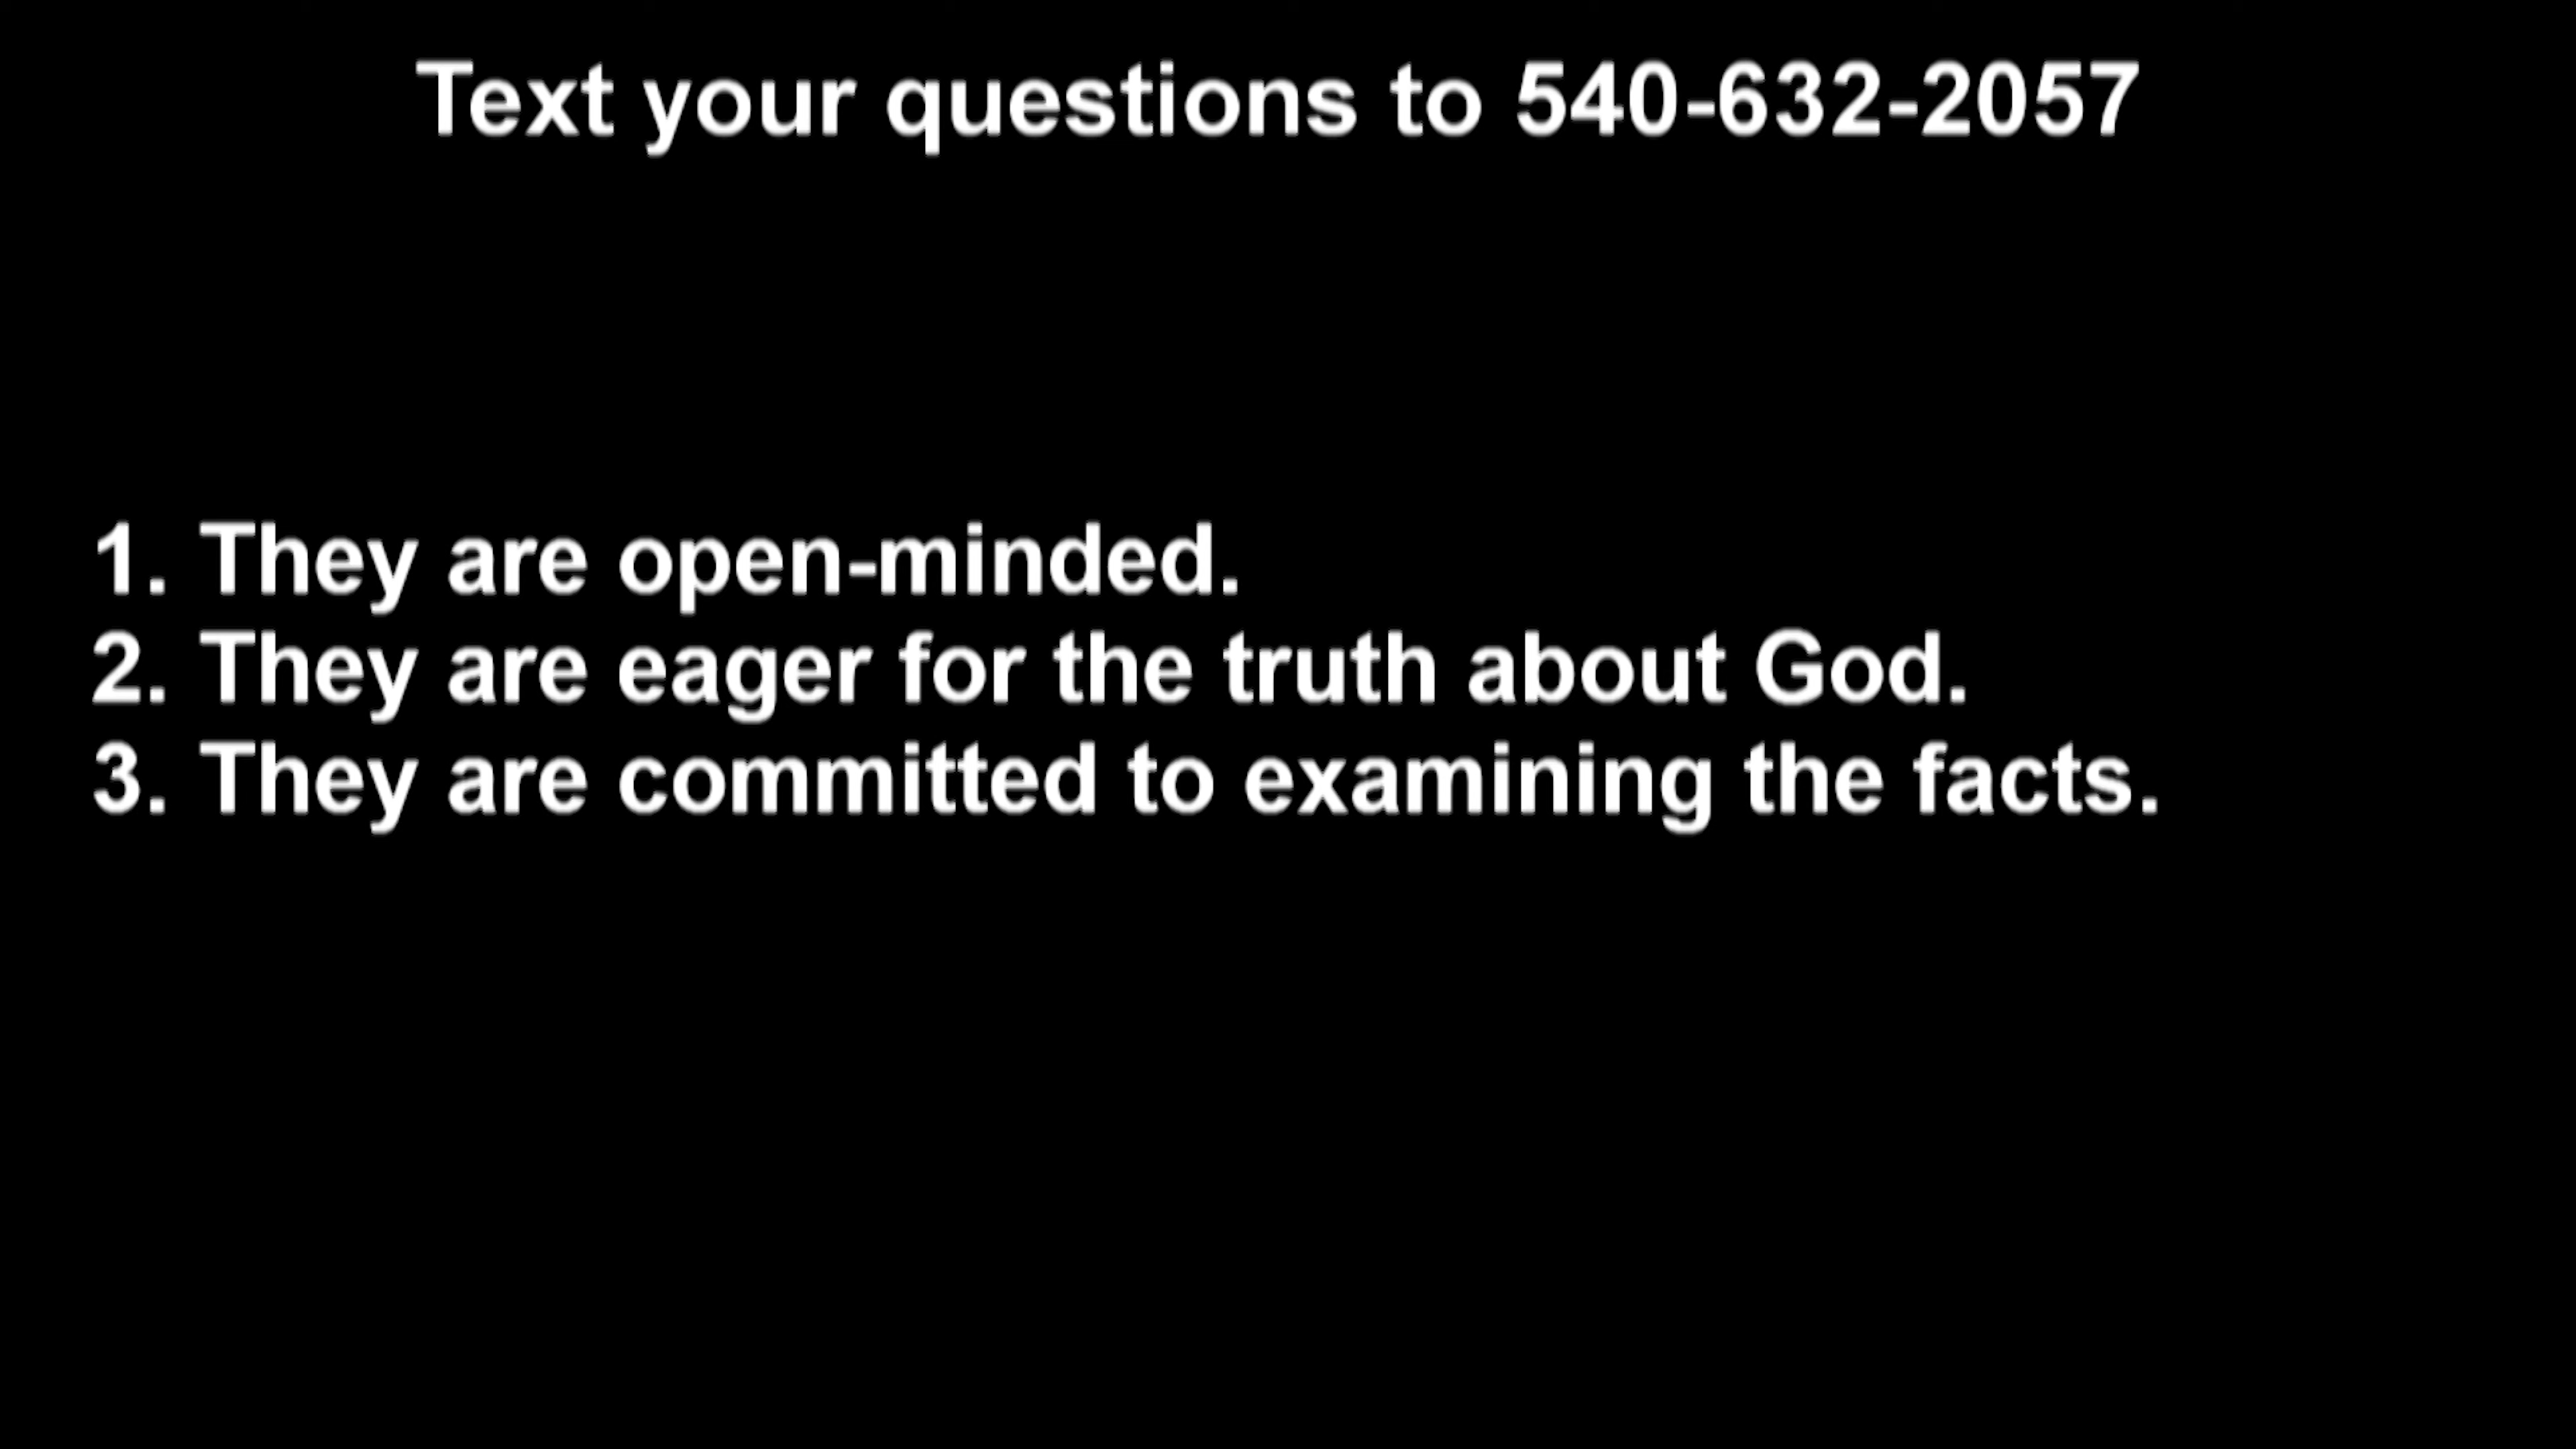 Text your questions to 540-632-2057
1. They are open-minded.
2. They are eager for the truth about God.
3. They are committed to examining the facts.